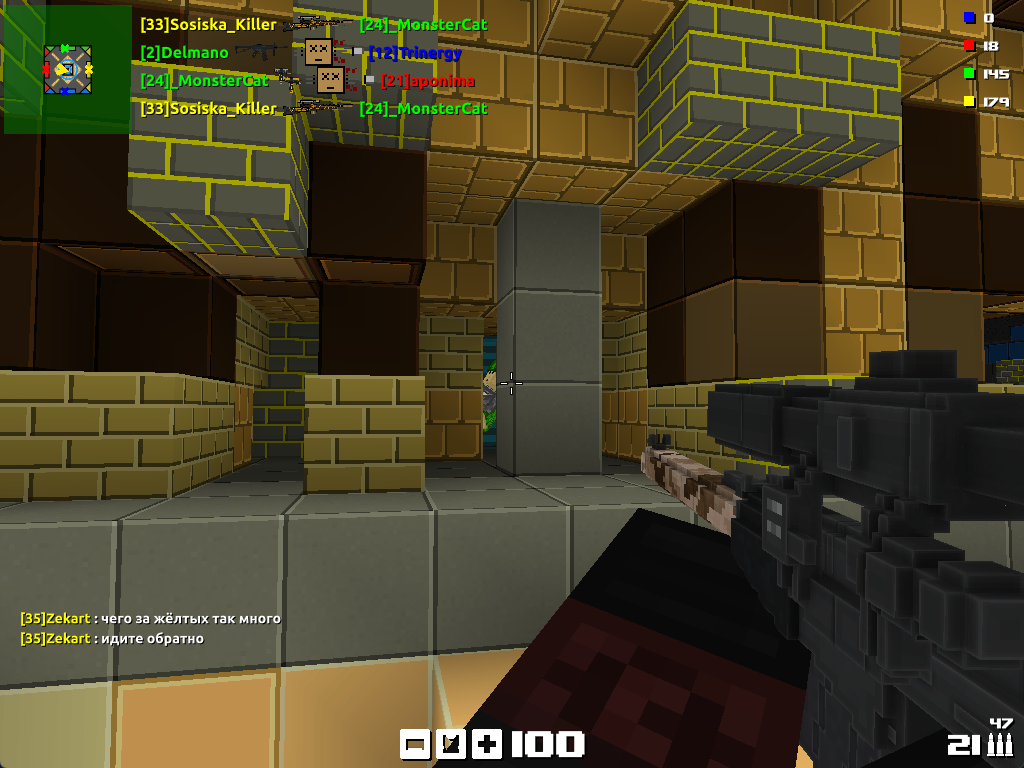 [33]Sosiska_Killer [24]_MonsterCat
[2]Delmano [12]Trinergy
[24]_MonsterCat [21]aponima
[33]Sosiska_Killer [24]_MonsterCat
0
18
145
179
[35]Zekart : чего за жёлтых так много
[35]Zekart : идите обратно
100
47
21